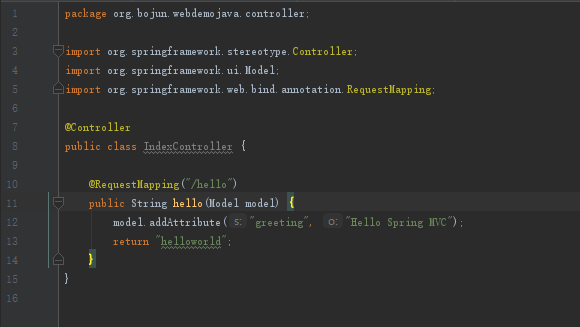 1 package org.bojun.webdemojava.controller;
2
3 import org.springframework.stereotype.Controller;
4 import org.springframework.ui.Model;
5 import org.springframework.web.bind.annotation.RequestMapping;
6
7 @Controller
8 public class IndexController {
9
10 @RequestMapping("/hello")
11 public String hello(Model model) {
12 model.addAttribute( s: "greeting", o: "Hello Spring MVC");
13 return "helloworld";
14 }
15 }
16